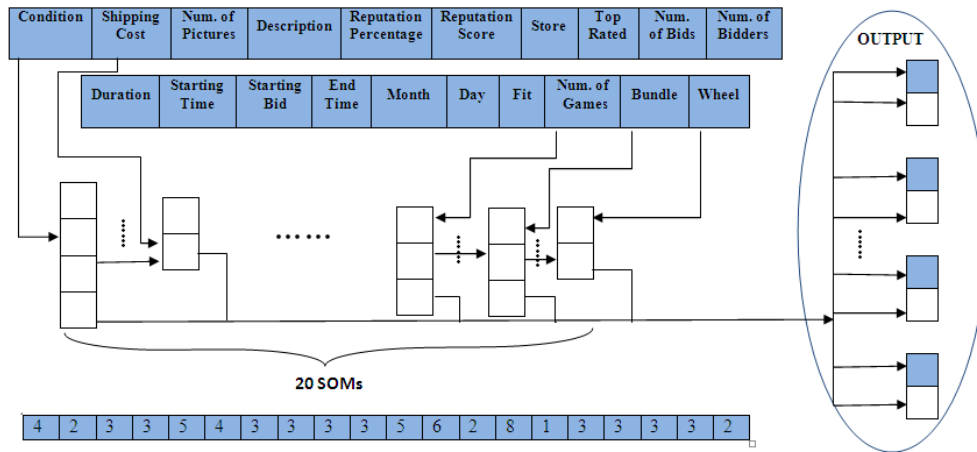 Condition Shipping Cost Num. of Pictures Description Reputation Percentage Reputation Score Store Top Rated Num. of Bids Num. of Bidders
OUTPUT
Duration Starting Time Starting Bid End Time Month Day Fit Num. of Games Bundle Wheel
20 SOMs
4 2 3 3 5 4 3 3 3 3 5 6 2 8 1 3 3 3 3 2